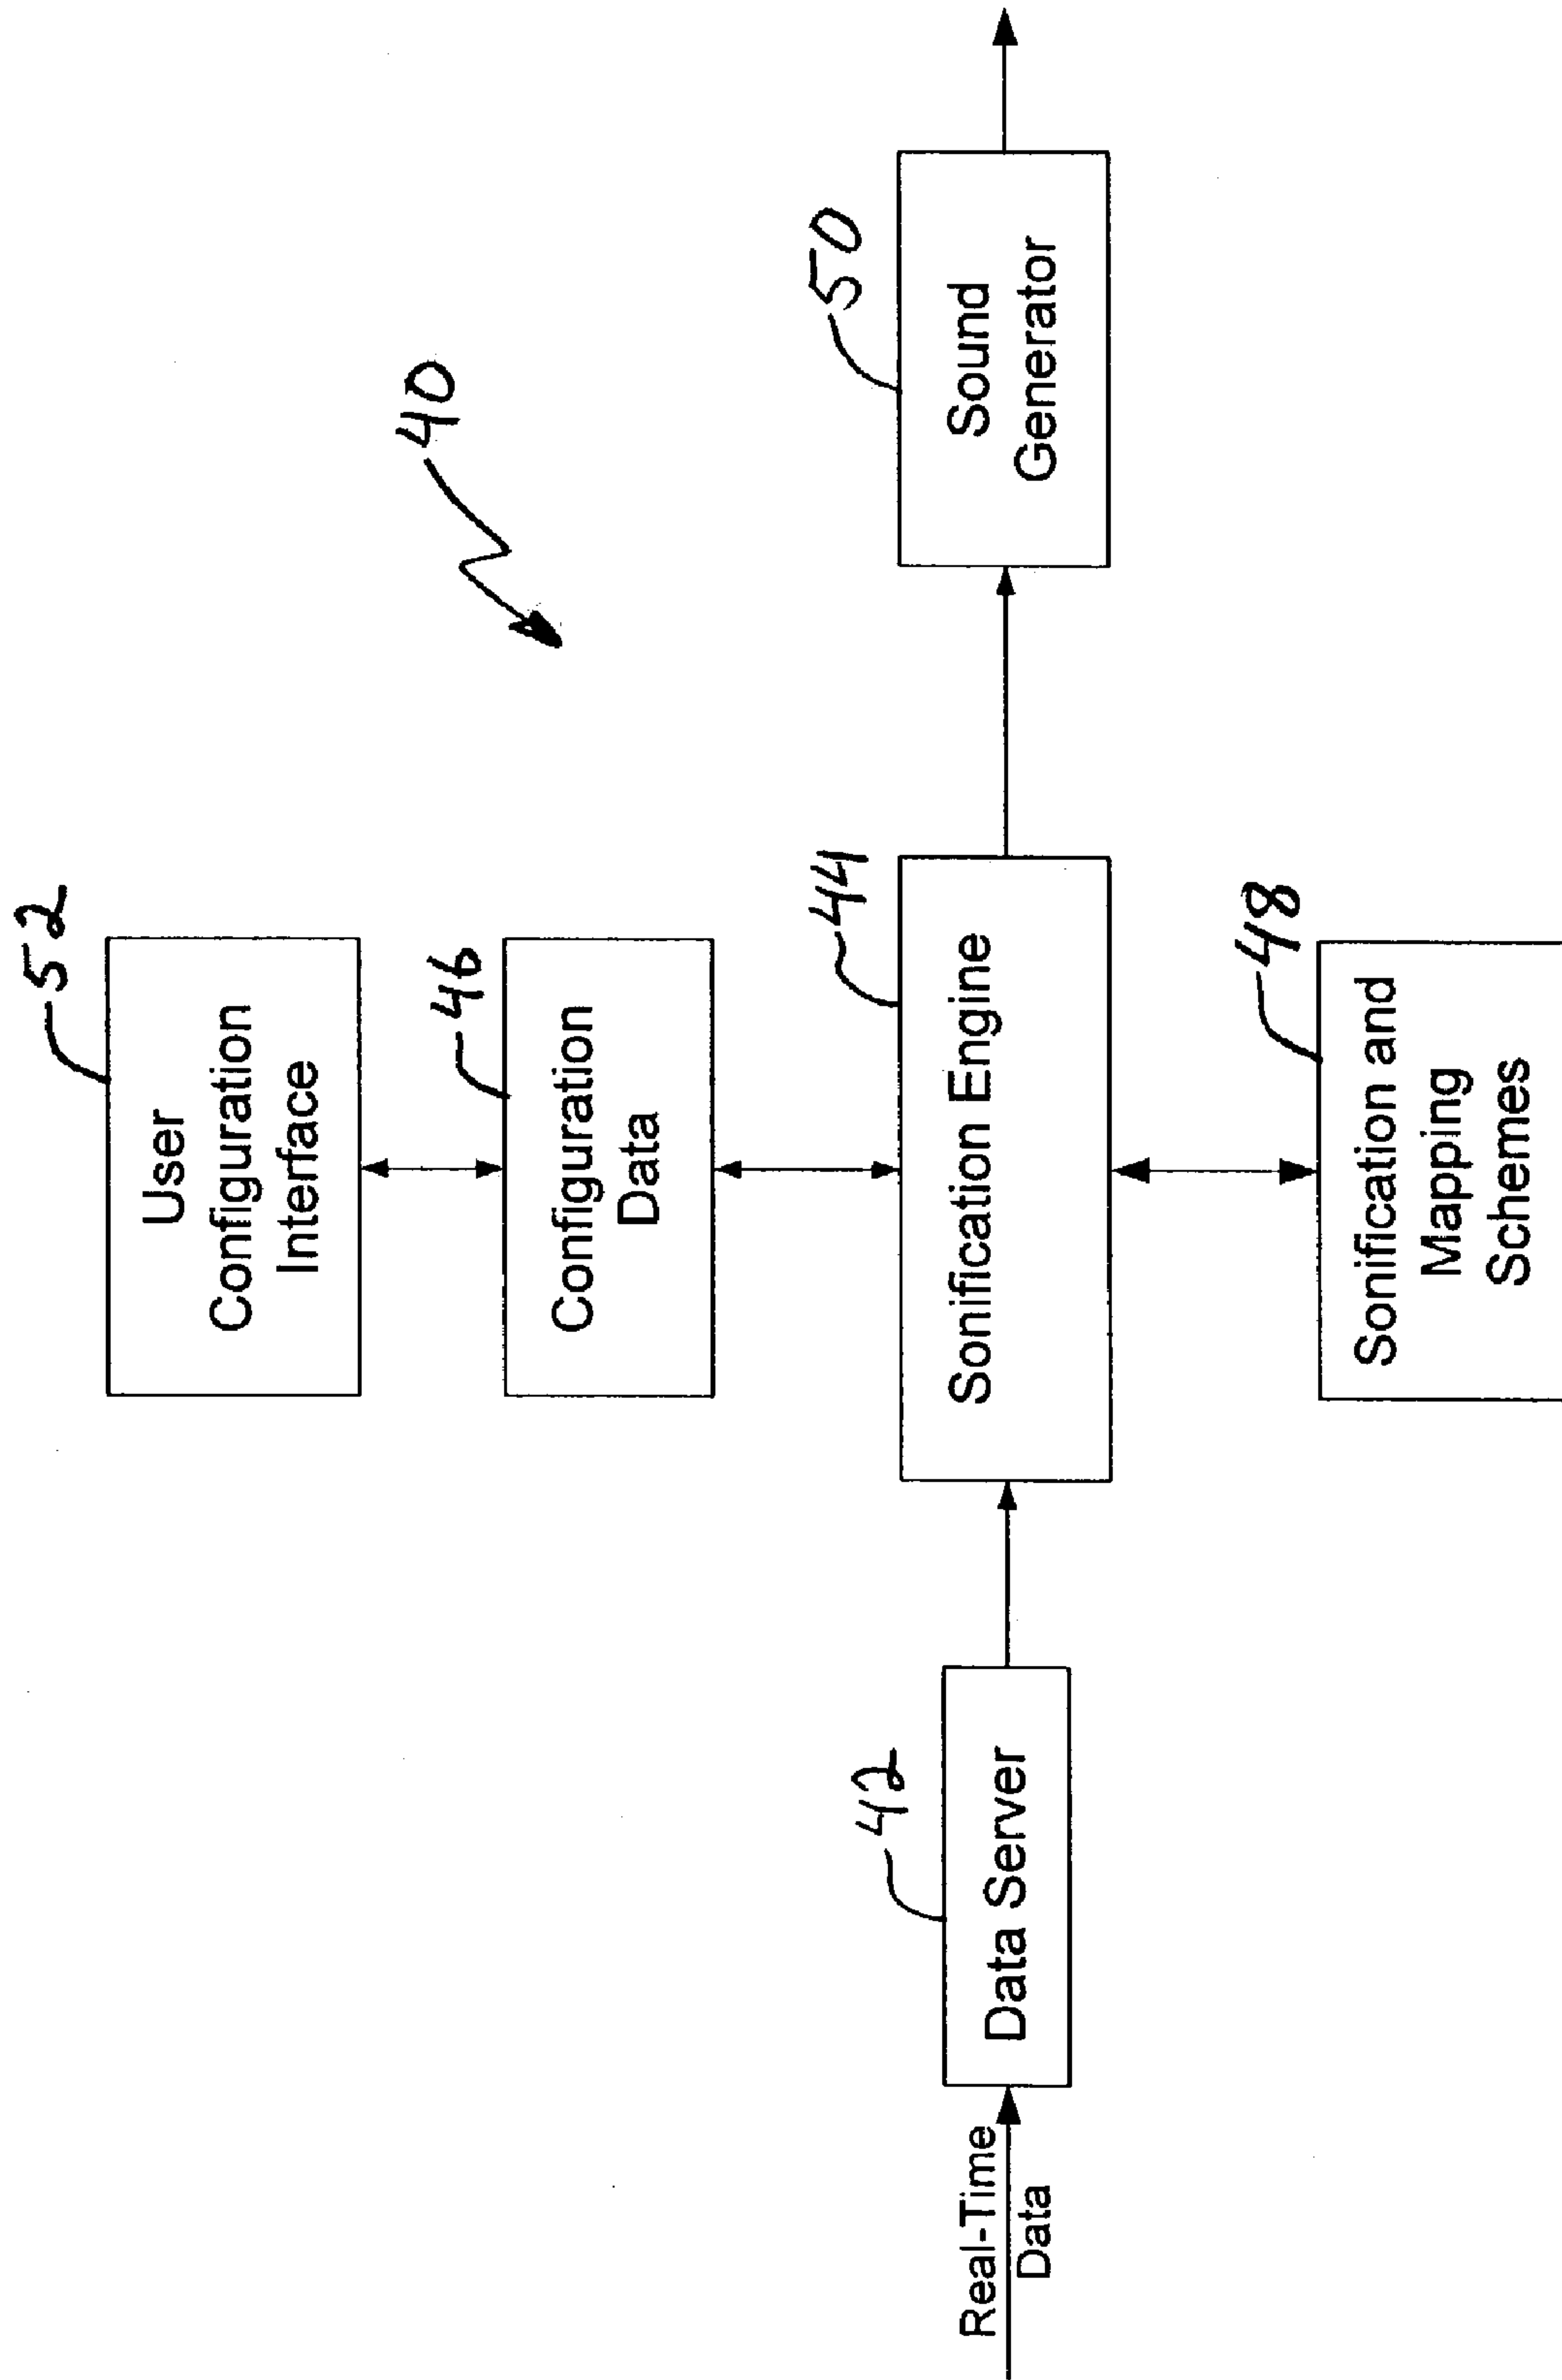 52
User
Configuration
Interface
46
Configuration
Data
40
Real-Time
Data
42
Data Server
44
Sonification Engine
50
Sound
Generator
48
Sonification and
Mapping
Schemes